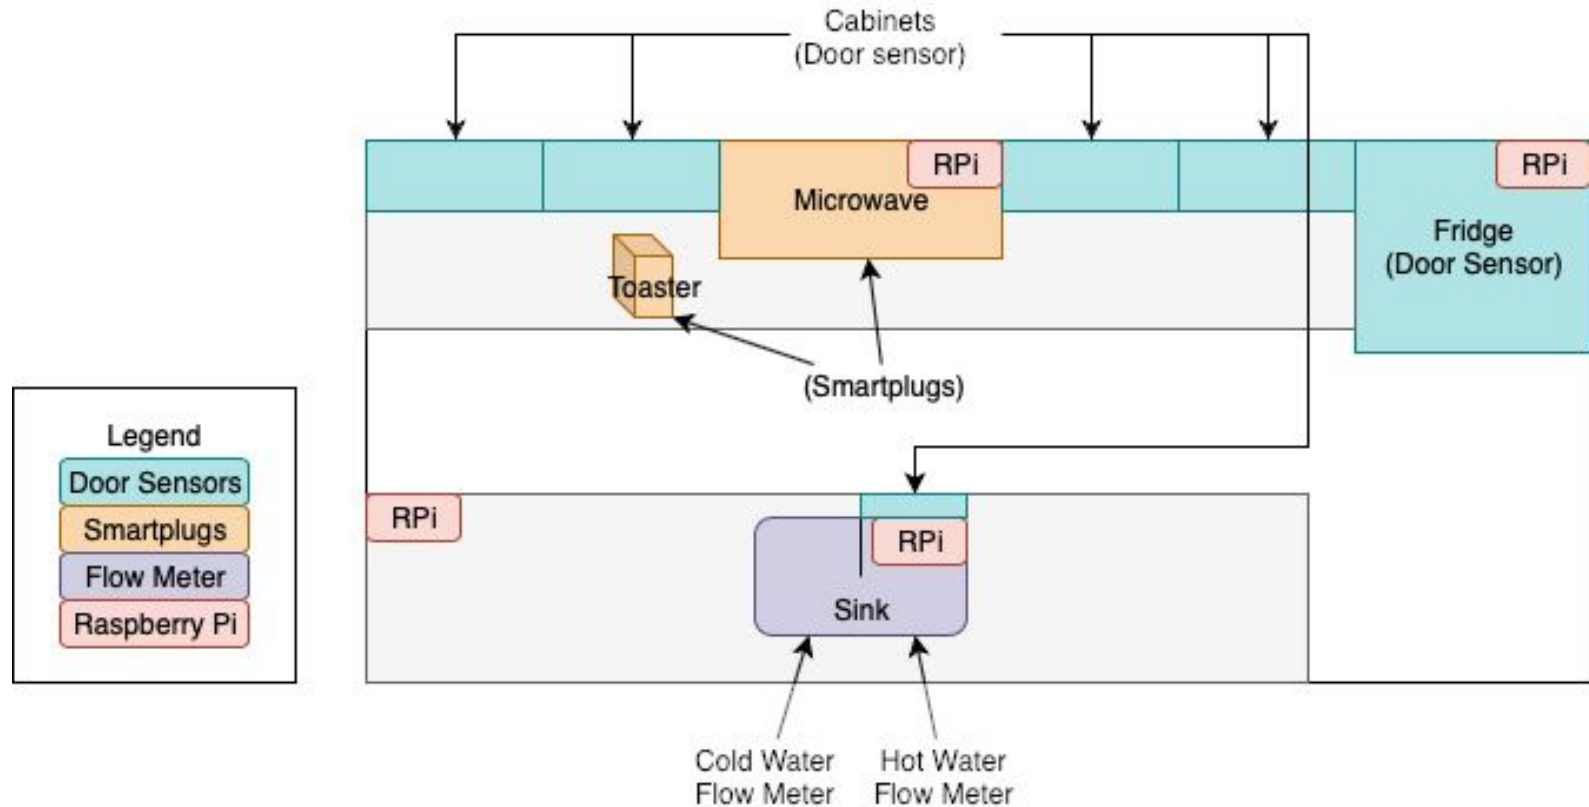 Cabinets
(Door sensor)
RPi
RPi
Microwave
Fridge
(Door Sensor)
Toaster
(Smartplugs)
Legend
Door Sensors
Smartplugs
Flow Meter
Raspberry Pi
RPi
RPi
Sink
Cold Water
Flow Meter
Hot Water
Flow Meter